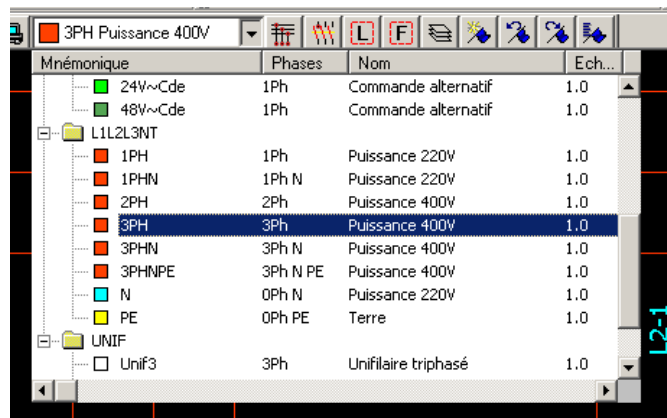 3PH Puissance 400V L F
Mnémonique Phases Nom Ech...
24V~Cde 1Ph Commande alternatif 1.0
48V~Cde 1Ph Commande alternatif 1.0
L1L2L3NT
1PH 1Ph Puissance 220V 1.0
1PHN 1Ph N Puissance 220V 1.0
2PH 2Ph Puissance 400V 1.0
3PH 3Ph Puissance 400V 1.0
3PHN 3Ph N Puissance 400V 1.0
3PHNPE 3Ph N PE Puissance 400V 1.0
N 0Ph N Puissance 220V 1.0
PE 0Ph PE Terre 1.0
UNIF
Unif3 3Ph Unifilaire triphasé 1.0
L2-1